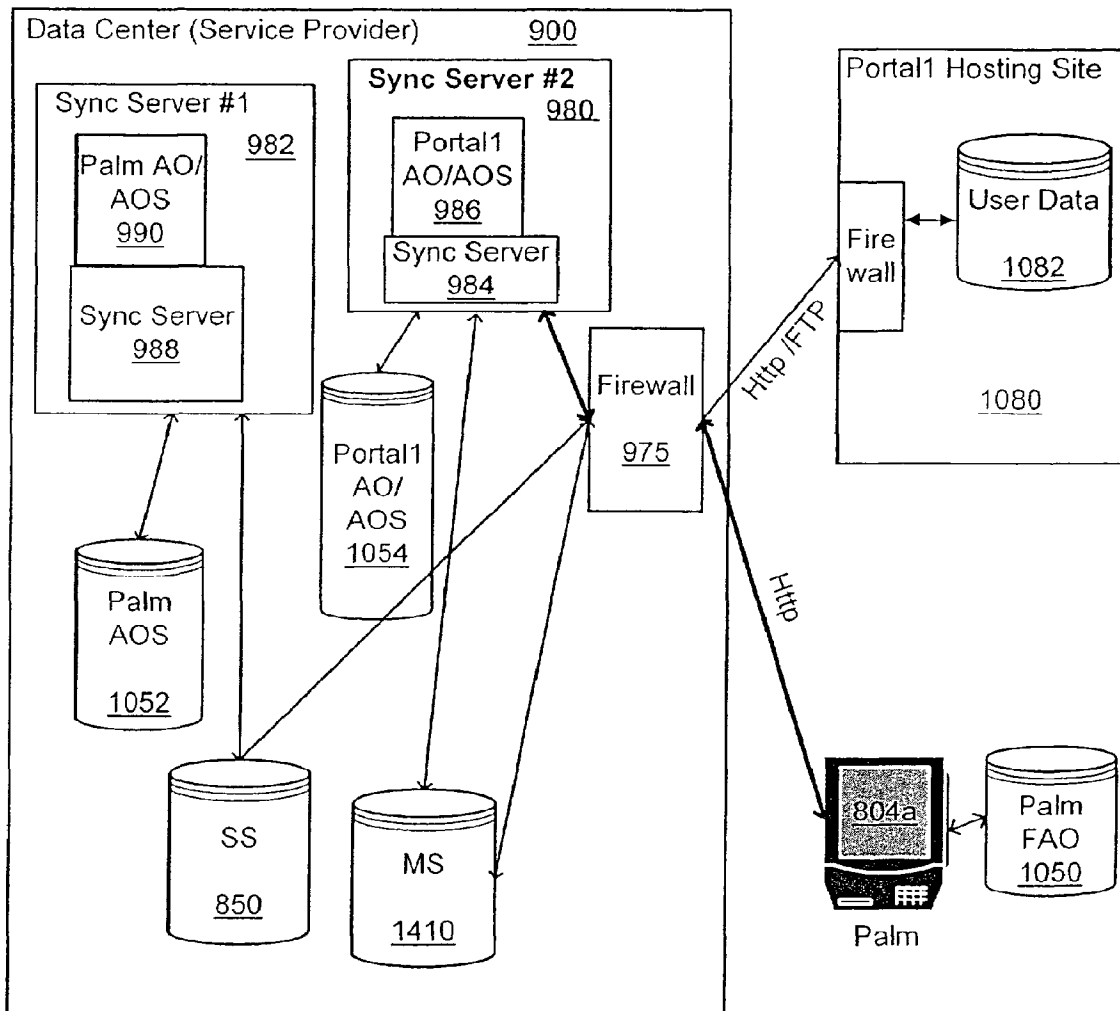 Data Center (Service Provider) 900
Sync Server #1
982
Palm AO/
AOS
990
Sync Server
988
Sync Server #2
980
Portal1
AO/AOS
986
Sync Server
984
Portal1 Hosting Site
Fire
wall
User Data
1082
1080
Http /FTP
Firewall
975
Portal1
AO/
AOS
1054
Palm
AOS
1052
Http
SS
850
MS
1410
804a
Palm
Palm
FAO
1050